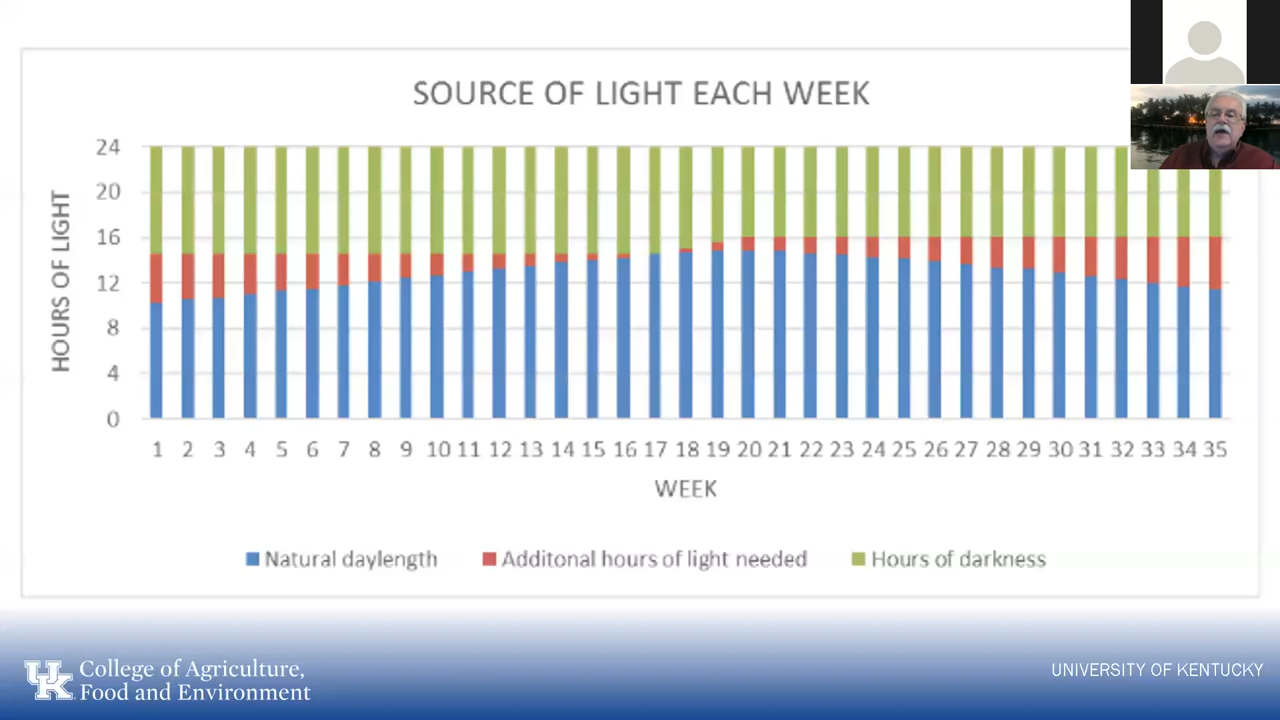 SOURCE OF LIGHT EACH WEEK
HOURS OF LIGHT
24
20
16
12
8
4
0
1 2 3 4 5 6 7 8 9 10 11 12 13 14 15 16 17 18 19 20 21 22 23 24 25 26 27 28 29 30 31 32 33 34 35
WEEK
Natural daylength Additonal hours of light needed Hours of darkness
UK College of Agriculture,
Food and Environment
UNIVERSITY OF KENTUCKY